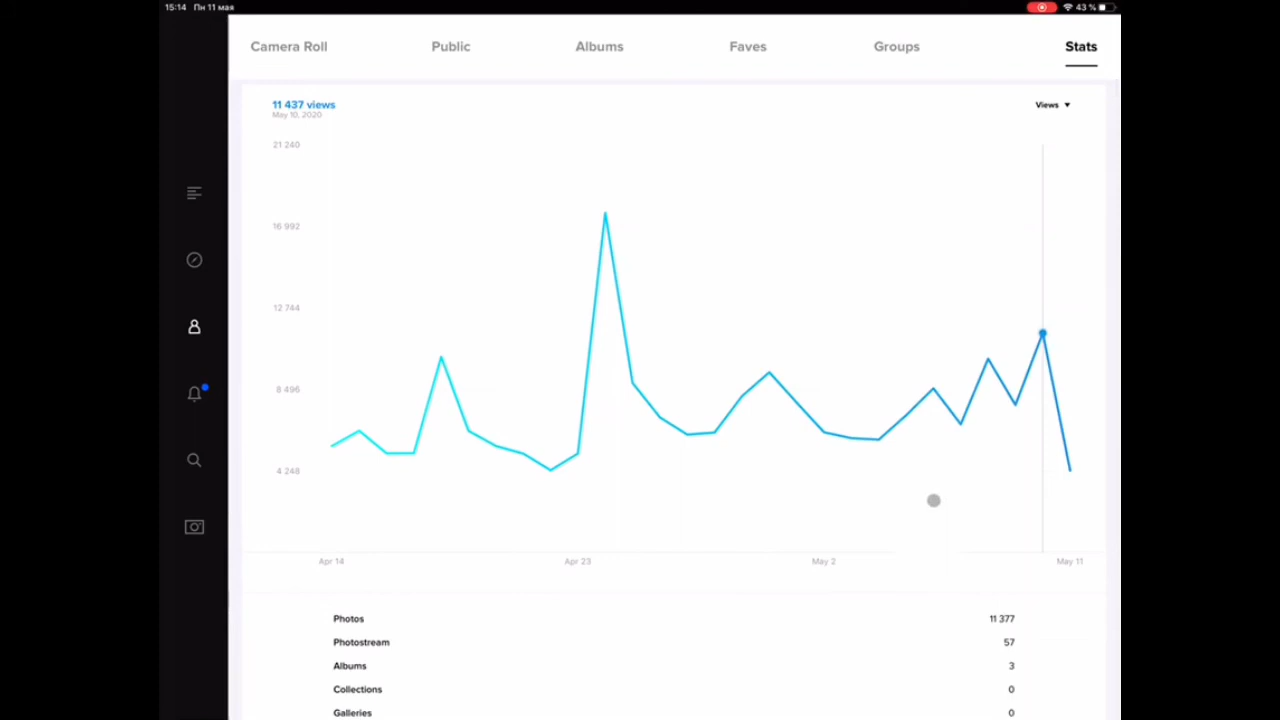 15:14 Пн 11 мая 43 %
Camera Roll Public Albums Faves Groups Stats
11 437 views Views
May 10, 2020
21 240
16 992
12 744
8 496
4 248
Apr 14 Apr 23 May 2 May 11
Photos 11 377
Photostream 57
Albums 3
Collections 0
Galleries 0